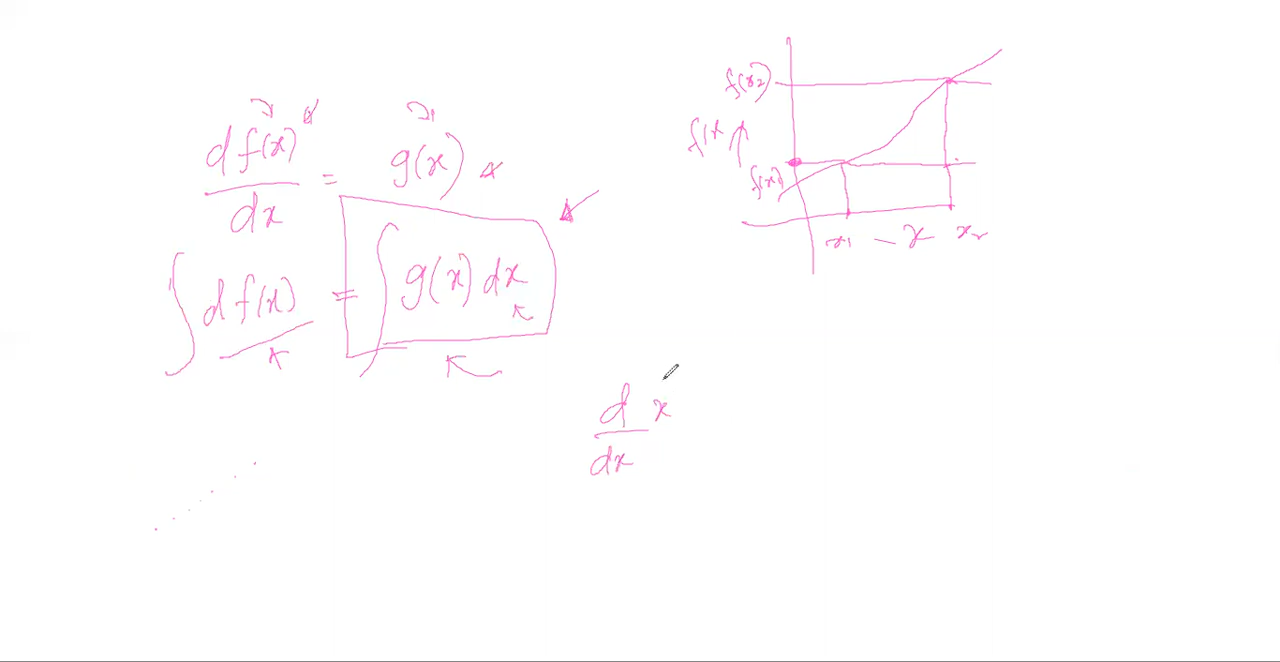 d f(x)
dx
=
g(x)
∫ d f(x) = ∫ g(x) dx
d x
dx
f(x2)
f(x
f(x1)
x1 — x x2